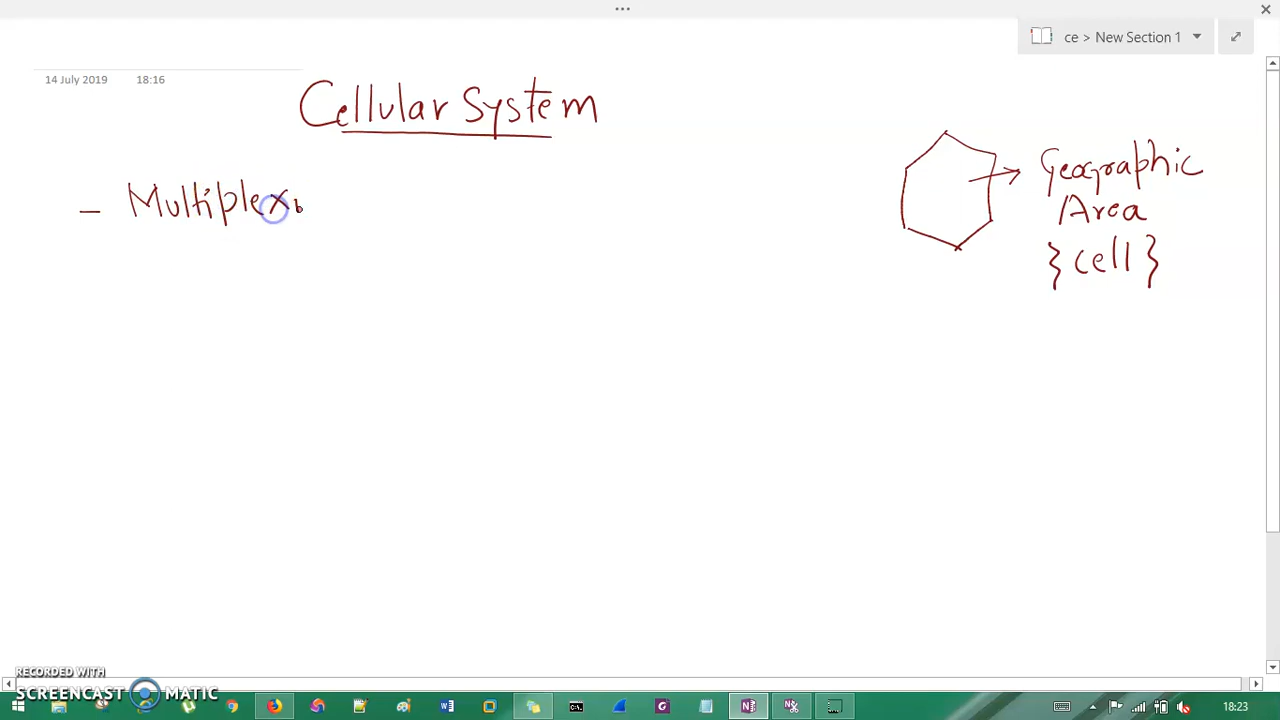 ce > New Section 1
14 July 2019 18:16
Cellular System
Geographic
Area
{cell}
– Multiplexi
RECORDED WITH
SCREENCAST MATIC
18:23